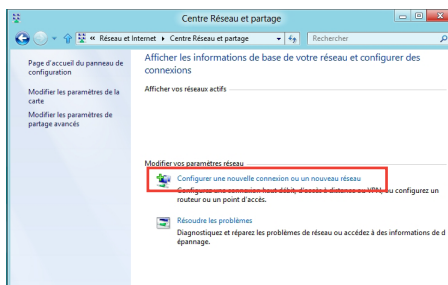 Centre Réseau et partage
« Réseau et Internet ▸ Centre Réseau et partage
Rechercher
Page d'accueil du panneau de
configuration
Modifier les paramètres de la
carte
Modifier les paramètres de
partage avancés
Afficher les informations de base de votre réseau et configurer des
connexions
Afficher vos réseaux actifs
Modifier vos paramètres réseau
Configurer une nouvelle connexion ou un nouveau réseau
Configurez une connexion haut débit, d'accès à distance ou VPN, ou configurez un
routeur ou un point d'accès.
Résoudre les problèmes
Diagnostiquez et réparez les problèmes de réseau ou accédez à des informations de d
épannage.